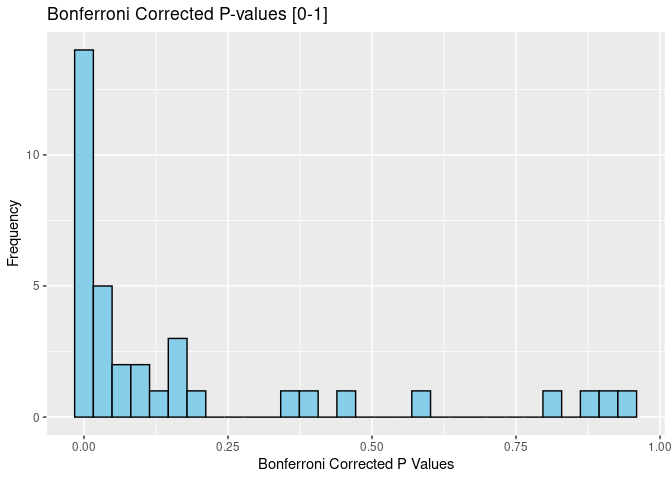 Bonferroni Corrected P-values [0-1]
Frequency
10
5
0
0.00 0.25 0.50 0.75 1.00
Bonferroni Corrected P Values